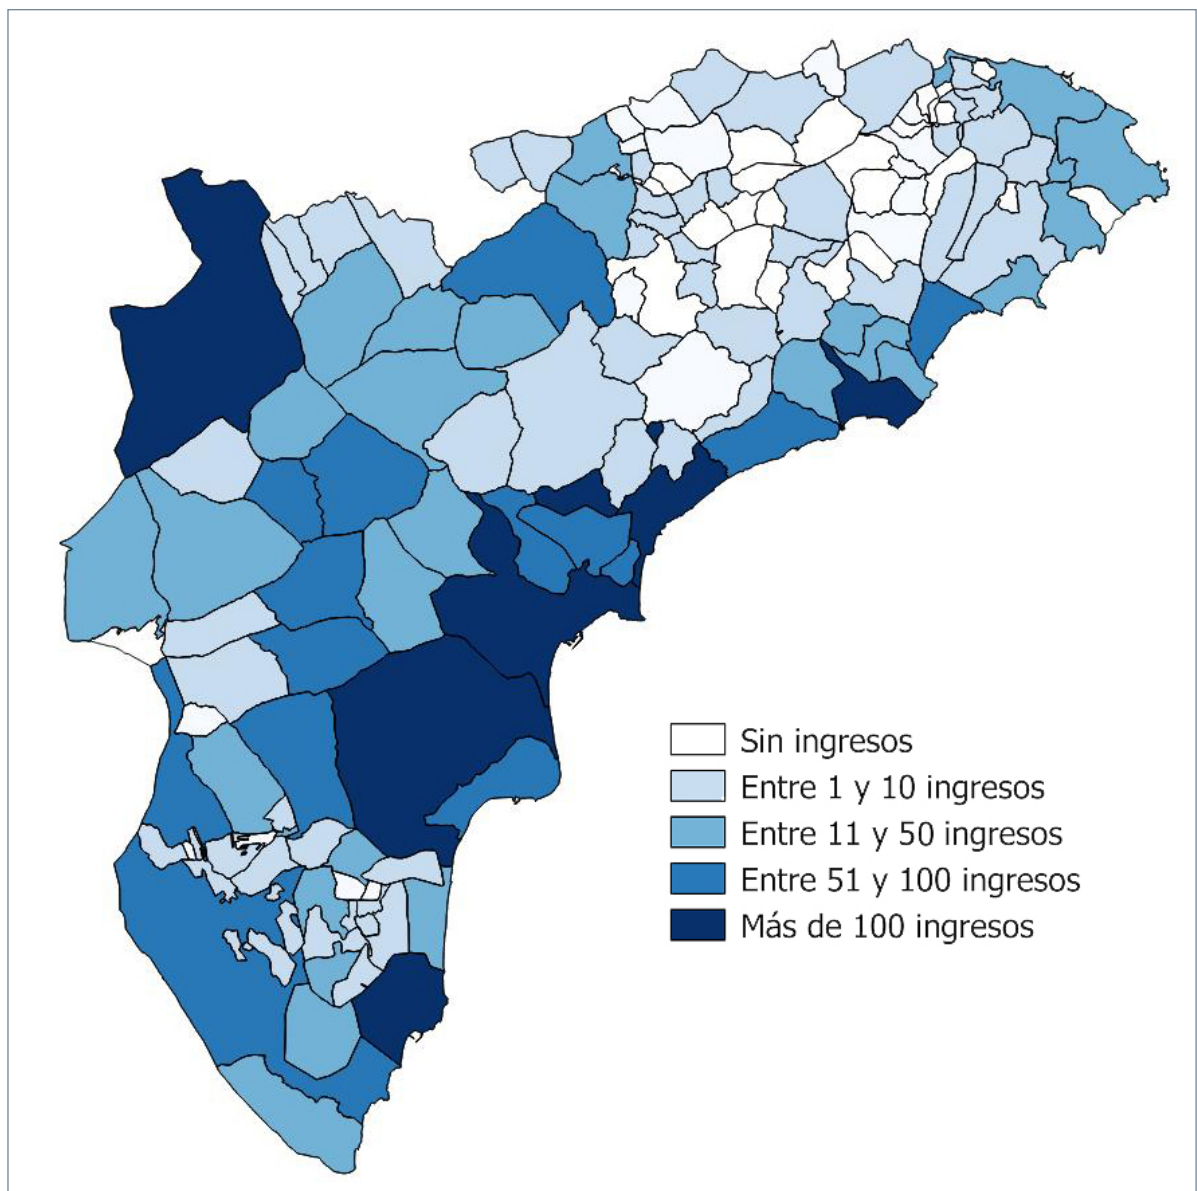 Sin ingresos
Entre 1 y 10 ingresos
Entre 11 y 50 ingresos
Entre 51 y 100 ingresos
Más de 100 ingresos